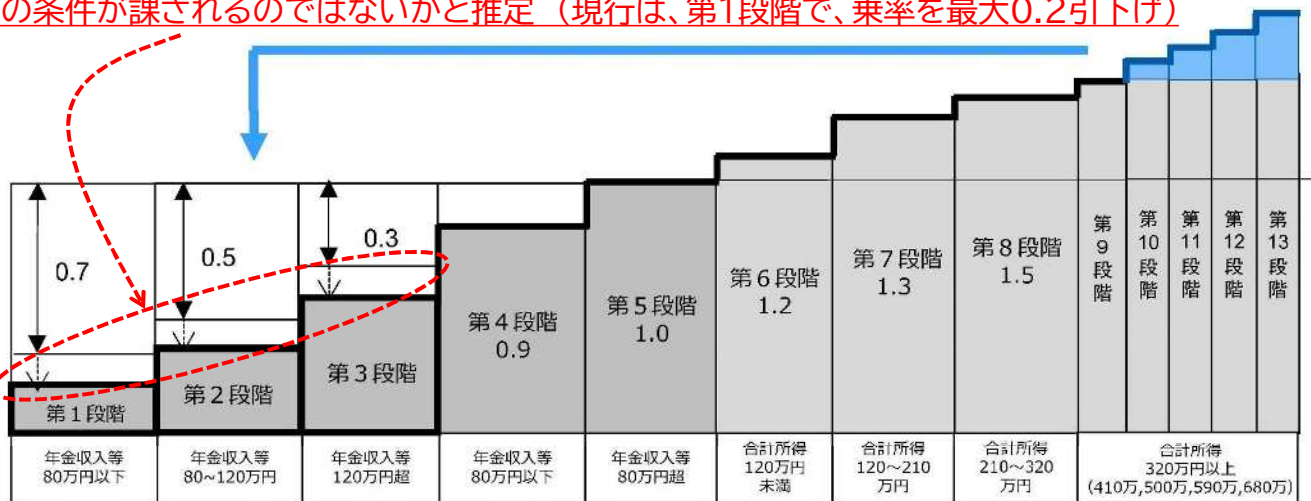 の条件が課されるのではないかと推定（現行は、第1段階で、乗率を最大0.2引下げ）
0.7
0.5
0.3
第１段階
第２段階
第３段階
第４段階
0.9
第５段階
1.0
第６段階
1.2
第７段階
1.3
第８段階
1.5
第９段階
第10段階
第11段階
第12段階
第13段階
年金収入等
80万円以下
年金収入等
80~120万円
年金収入等
120万円超
年金収入等
80万円以下
年金収入等
80万円超
合計所得
120万円
未満
合計所得
120～210
万円
合計所得
210～320
万円
合計所得
320万円以上
(410万,500万,590万,680万)